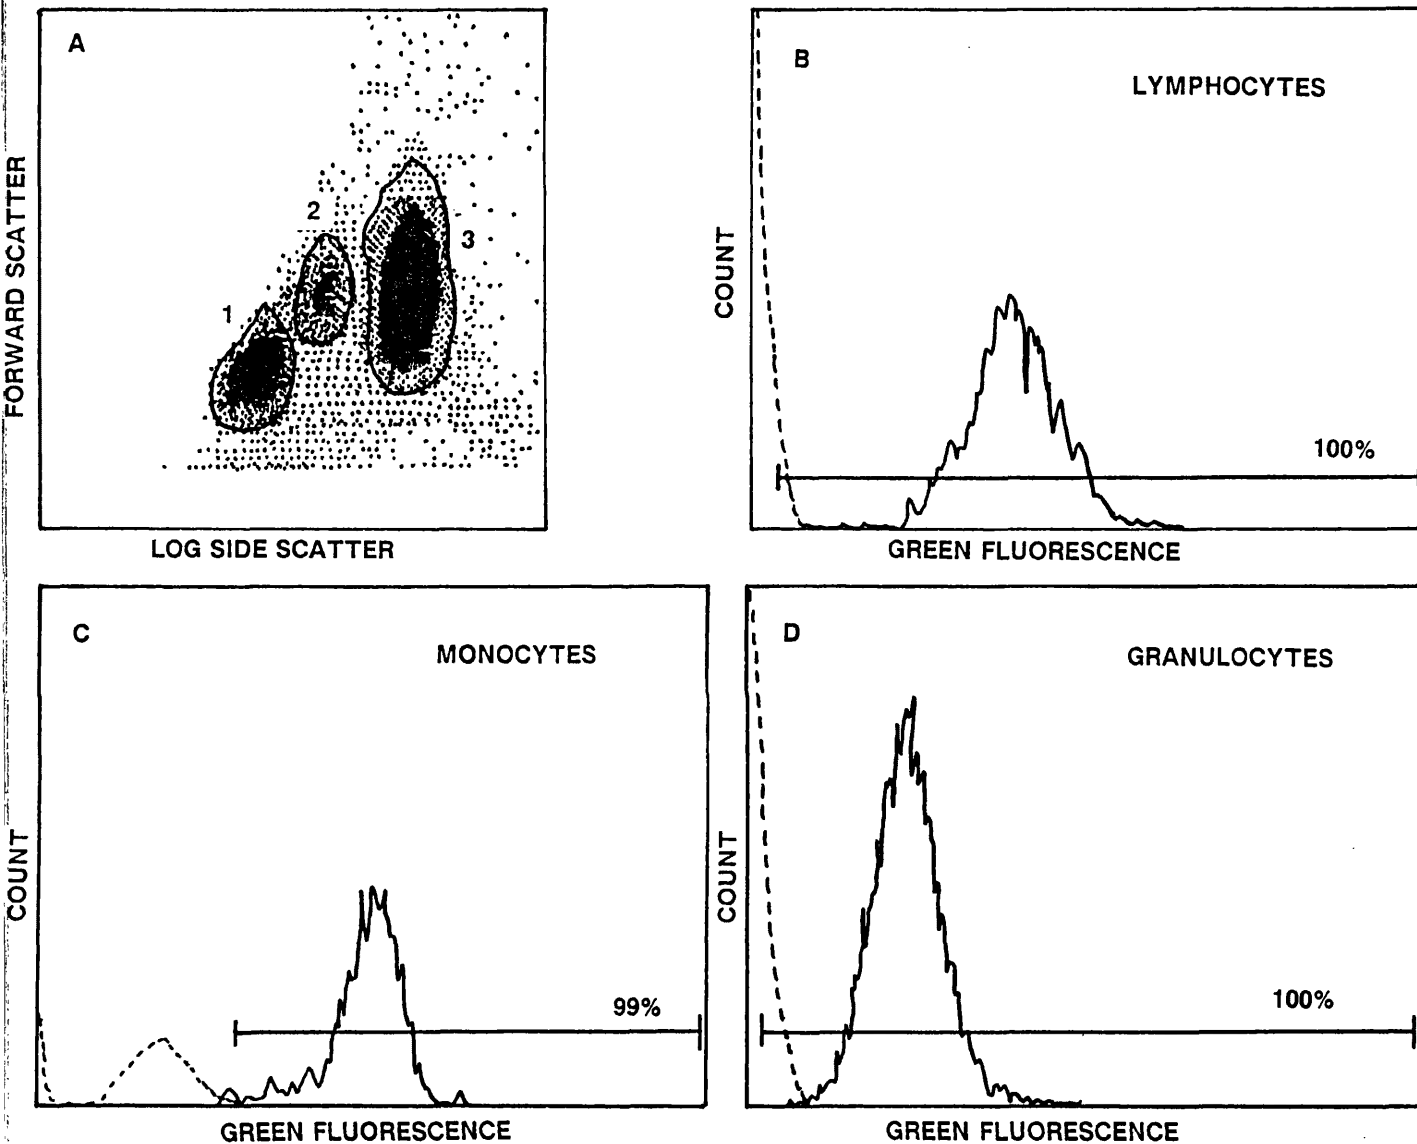 A
FORWARD SCATTER
1
2
3
LOG SIDE SCATTER
B
LYMPHOCYTES
COUNT
100%
GREEN FLUORESCENCE
C
MONOCYTES
COUNT
99%
GREEN FLUORESCENCE
D
GRANULOCYTES
COUNT
100%
GREEN FLUORESCENCE